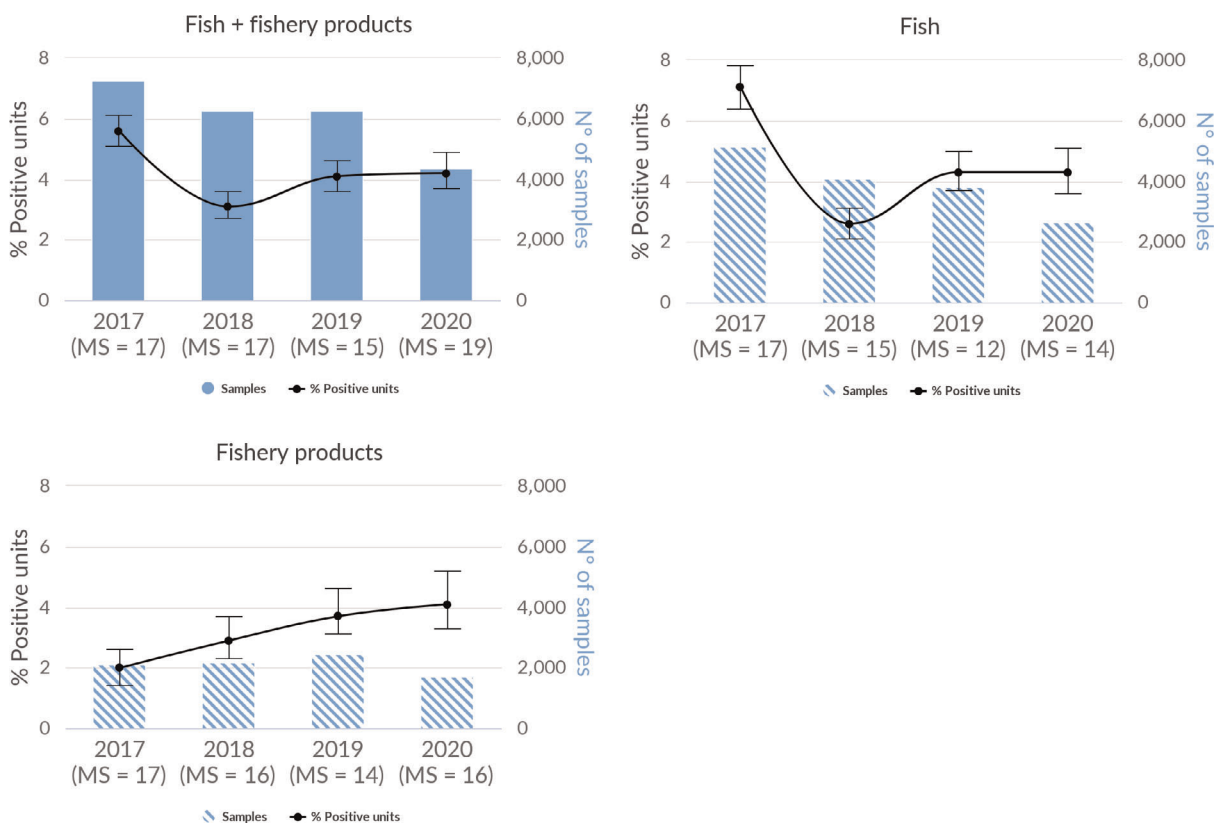 Fish + fishery products
8
6
4
2
0
% Positive units
8,000
6,000
4,000
2,000
0
N° of samples
2017 2018 2019 2020
(MS = 17) (MS = 17) (MS = 15) (MS = 19)
Samples % Positive units
Fish
8
6
4
2
0
% Positive units
8,000
6,000
4,000
2,000
0
N° of samples
2017 2018 2019 2020
(MS = 17) (MS = 15) (MS = 12) (MS = 14)
Samples % Positive units
Fishery products
8
6
4
2
0
% Positive units
8,000
6,000
4,000
2,000
0
N° of samples
2017 2018 2019 2020
(MS = 17) (MS = 16) (MS = 14) (MS = 16)
Samples % Positive units